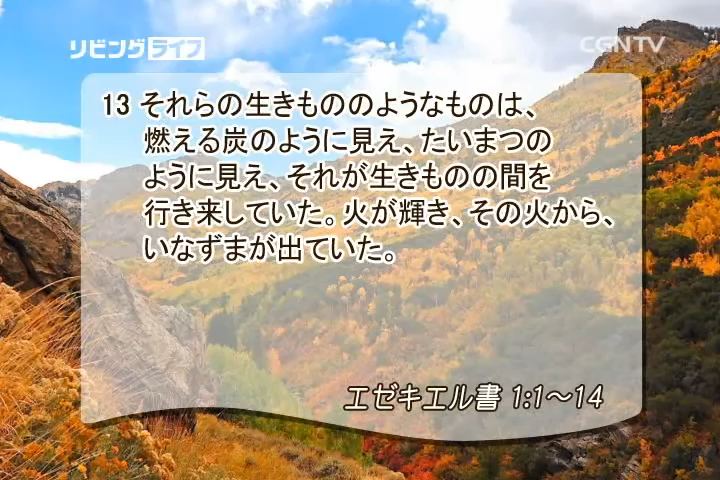 リビングライフ
CGNTV
13 それらの生きもののようなものは、
燃える炭のように見え、たいまつの
ように見え、それが生きものの間を
行き来していた。火が輝き、その火から、
いなずまが出ていた。
エゼキエル書 1:1～14